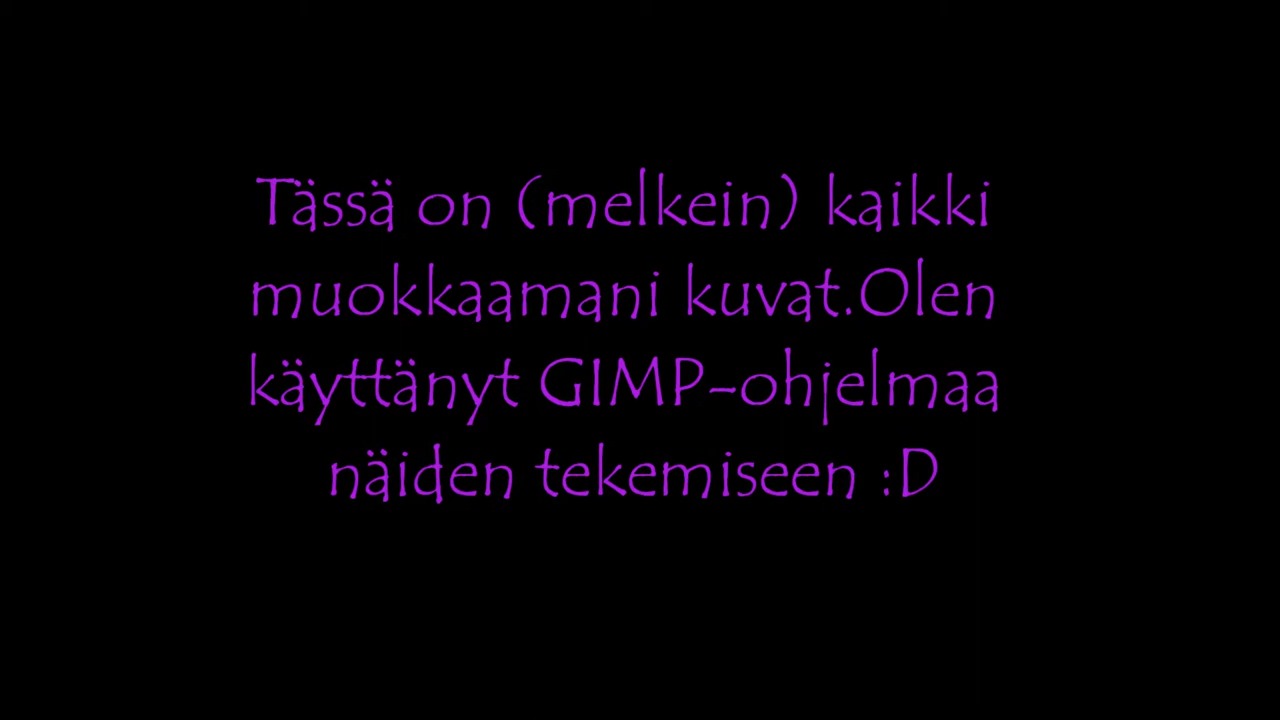 Tässä on (melkein) kaikki
muokkaamani kuvat.Olen
käyttänyt GIMP-ohjelmaa
näiden tekemiseen :D